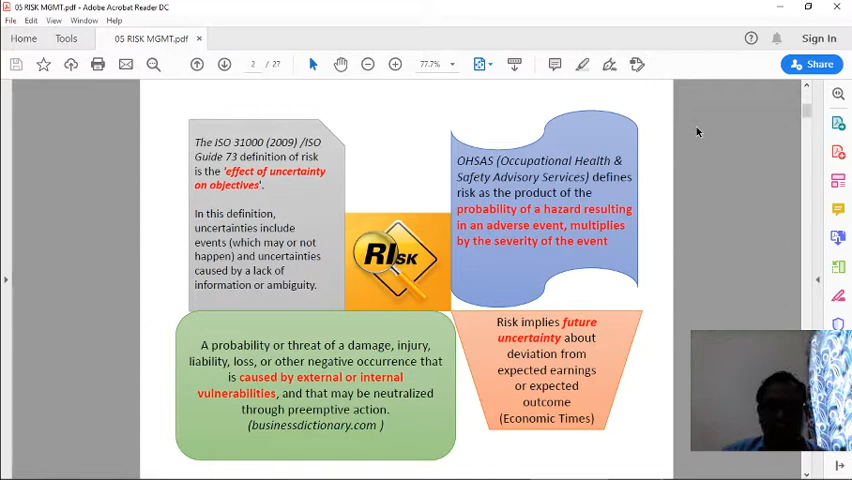 05 RISK MGMT.pdf - Adobe Acrobat Reader DC
File Edit View Window Help
Home Tools 05 RISK MGMT.pdf × Sign In
2 / 27 77.7% Share
The ISO 31000 (2009) /ISO
Guide 73 definition of risk
is the 'effect of uncertainty
on objectives'.
In this definition,
uncertainties include
events (which may or not
happen) and uncertainties
caused by a lack of
information or ambiguity.
OHSAS (Occupational Health &
Safety Advisory Services) defines
risk as the product of the
probability of a hazard resulting
in an adverse event, multiplies
by the severity of the event
RISK
A probability or threat of a damage, injury,
liability, loss, or other negative occurrence that
is caused by external or internal
vulnerabilities, and that may be neutralized
through preemptive action.
(businessdictionary.com )
Risk implies future
uncertainty about
deviation from
expected earnings
or expected
outcome
(Economic Times)